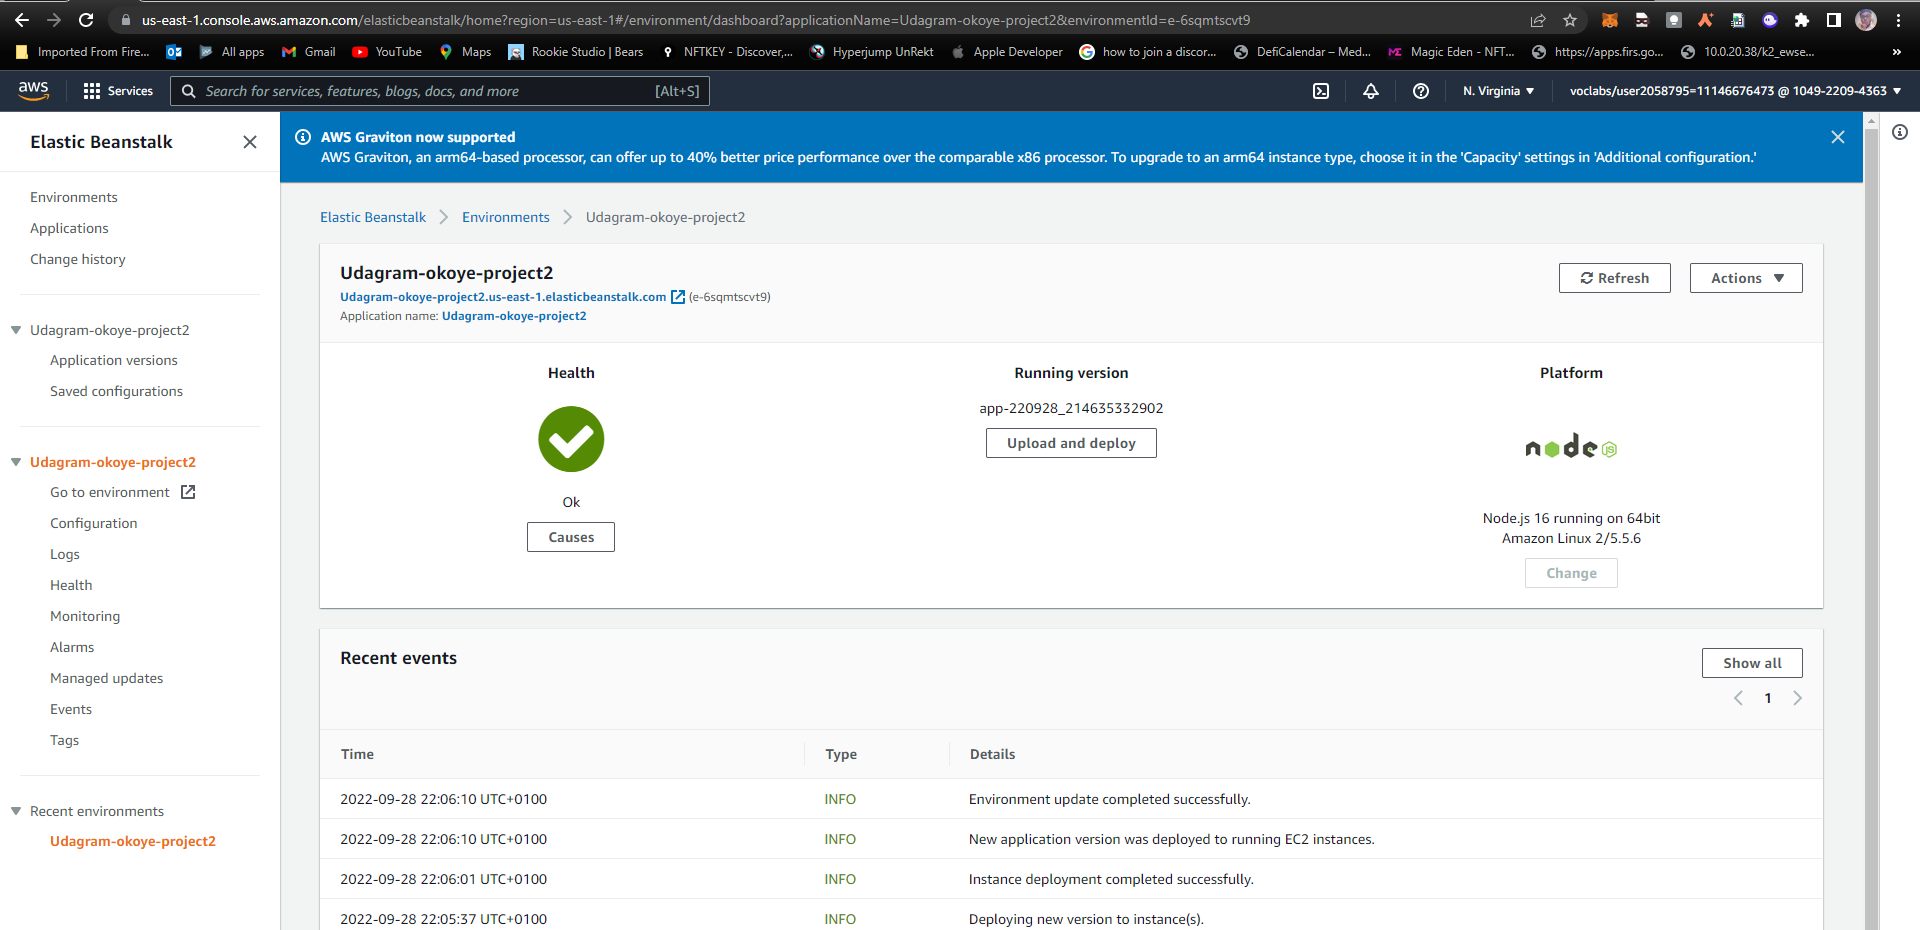 us-east-1.console.aws.amazon.com/elasticbeanstalk/home?region=us-east-1#/environment/dashboard?applicationName=Udagram-okoye-project2&environmentId=e-6sqmtscvt9
Imported From Fire... All apps Gmail YouTube Maps Rookie Studio | Bears NFTKEY - Discover,... Hyperjump UnRekt Apple Developer how to join a discor... DefiCalendar – Med... Magic Eden - NFT... https://apps.firs.go... 10.0.20.38/k2_ewse... »
aws Services Search for services, features, blogs, docs, and more [Alt+S] N. Virginia voclabs/user2058795=11146676473 @ 1049-2209-4363
Elastic Beanstalk
Environments
Applications
Change history
Udagram-okoye-project2
Application versions
Saved configurations
Udagram-okoye-project2
Go to environment
Configuration
Logs
Health
Monitoring
Alarms
Managed updates
Events
Tags
Recent environments
Udagram-okoye-project2
AWS Graviton now supported
AWS Graviton, an arm64-based processor, can offer up to 40% better price performance over the comparable x86 processor. To upgrade to an arm64 instance type, choose it in the 'Capacity' settings in 'Additional configuration.'
Elastic Beanstalk Environments Udagram-okoye-project2
Udagram-okoye-project2
Udagram-okoye-project2.us-east-1.elasticbeanstalk.com (e-6sqmtscvt9)
Application name: Udagram-okoye-project2
Refresh Actions
Health
Ok
Causes
Running version
app-220928_214635332902
Upload and deploy
Platform
node JS
Node.js 16 running on 64bit
Amazon Linux 2/5.5.6
Change
Recent events
Show all
1
Time Type Details
2022-09-28 22:06:10 UTC+0100 INFO Environment update completed successfully.
2022-09-28 22:06:10 UTC+0100 INFO New application version was deployed to running EC2 instances.
2022-09-28 22:06:01 UTC+0100 INFO Instance deployment completed successfully.
2022-09-28 22:05:37 UTC+0100 INFO Deploying new version to instance(s).